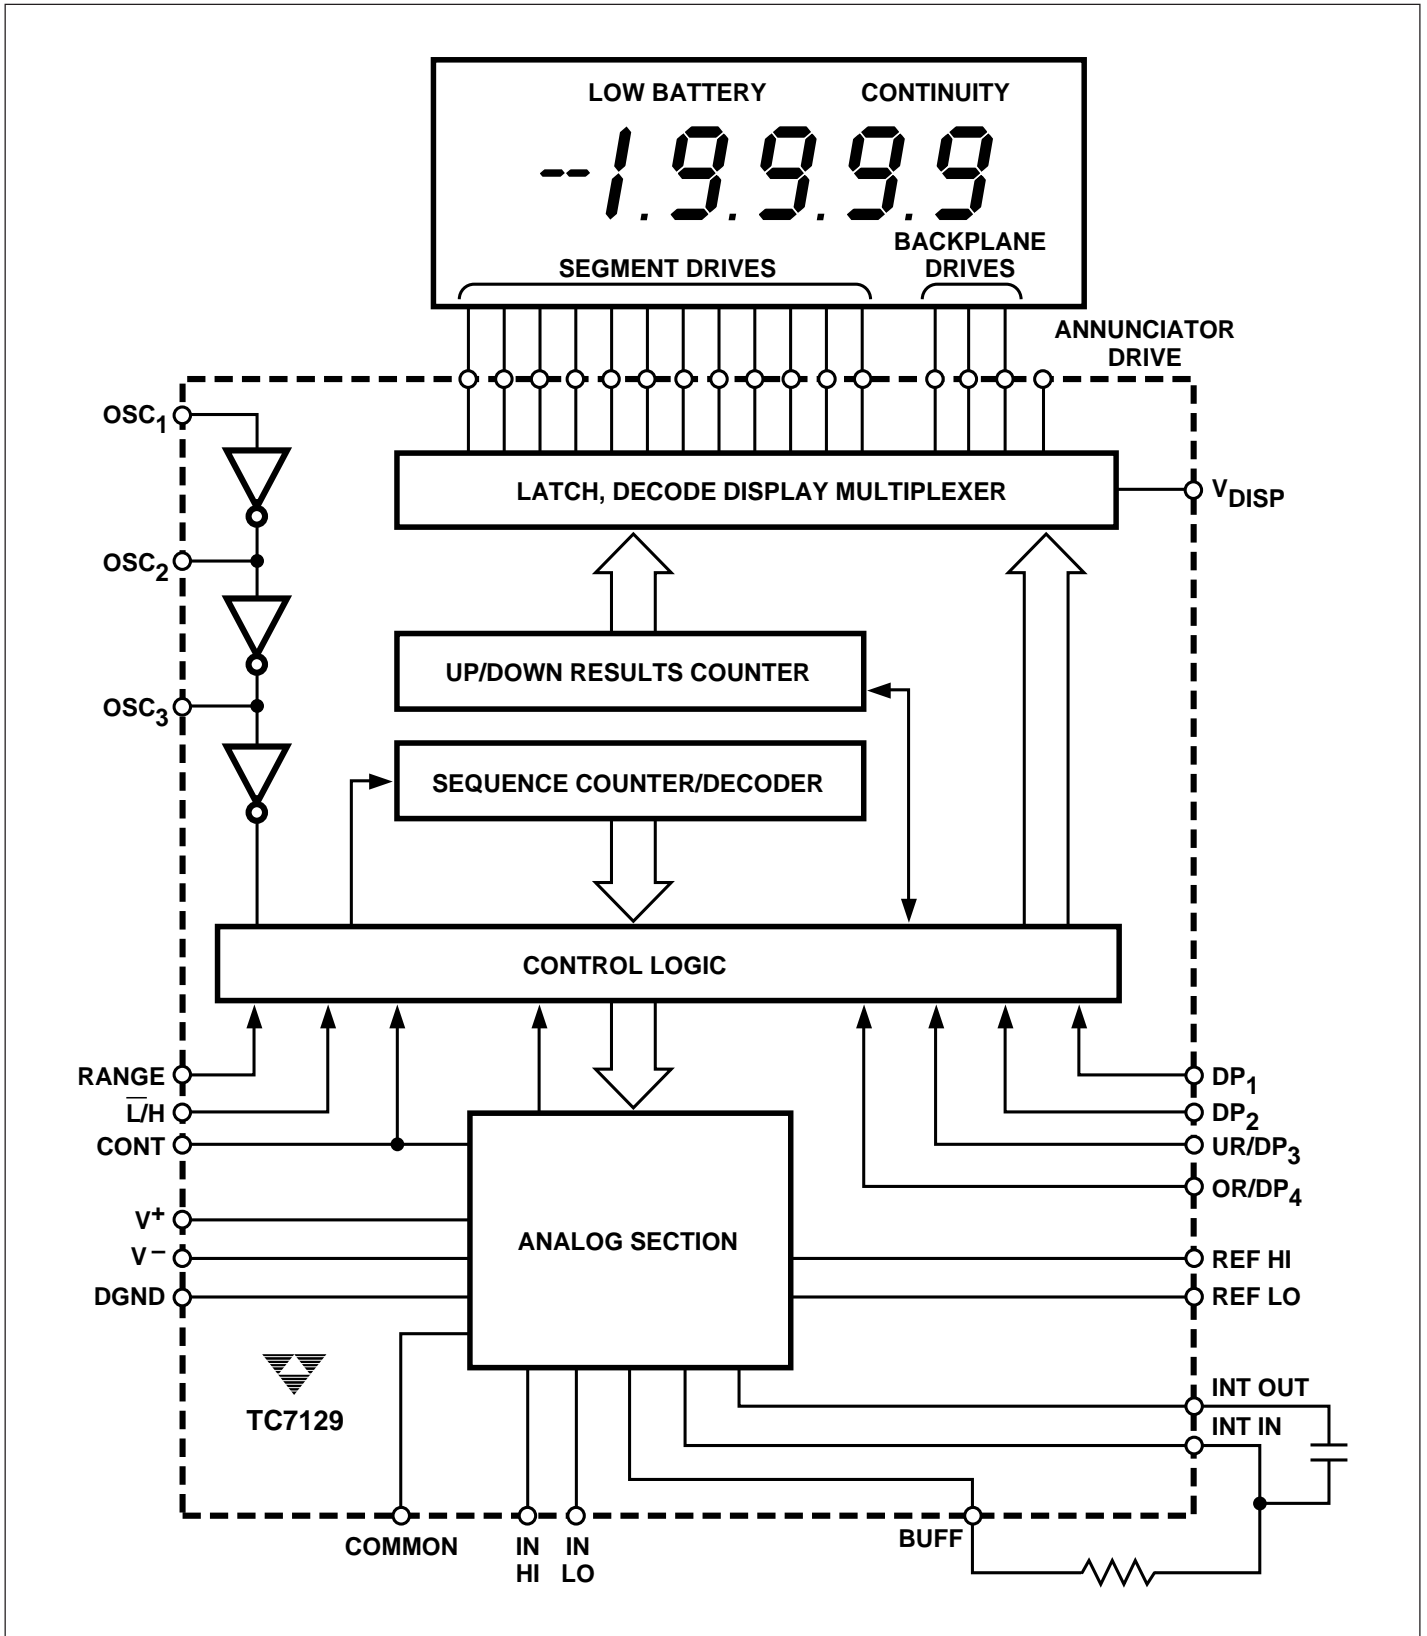 LOW BATTERY CONTINUITY
-1.9.9.9.9
BACKPLANE
SEGMENT DRIVES DRIVES
ANNUNCIATOR
DRIVE
OSC1
LATCH, DECODE DISPLAY MULTIPLEXER
VDISP
OSC2
UP/DOWN RESULTS COUNTER
OSC3
SEQUENCE COUNTER/DECODER
CONTROL LOGIC
RANGE
L̅/H
CONT
DP1
DP2
UR/DP3
OR/DP4
V+
V–
DGND
ANALOG SECTION
REF HI
REF LO
TC7129
INT OUT
INT IN
COMMON
IN
HI
IN
LO
BUFF